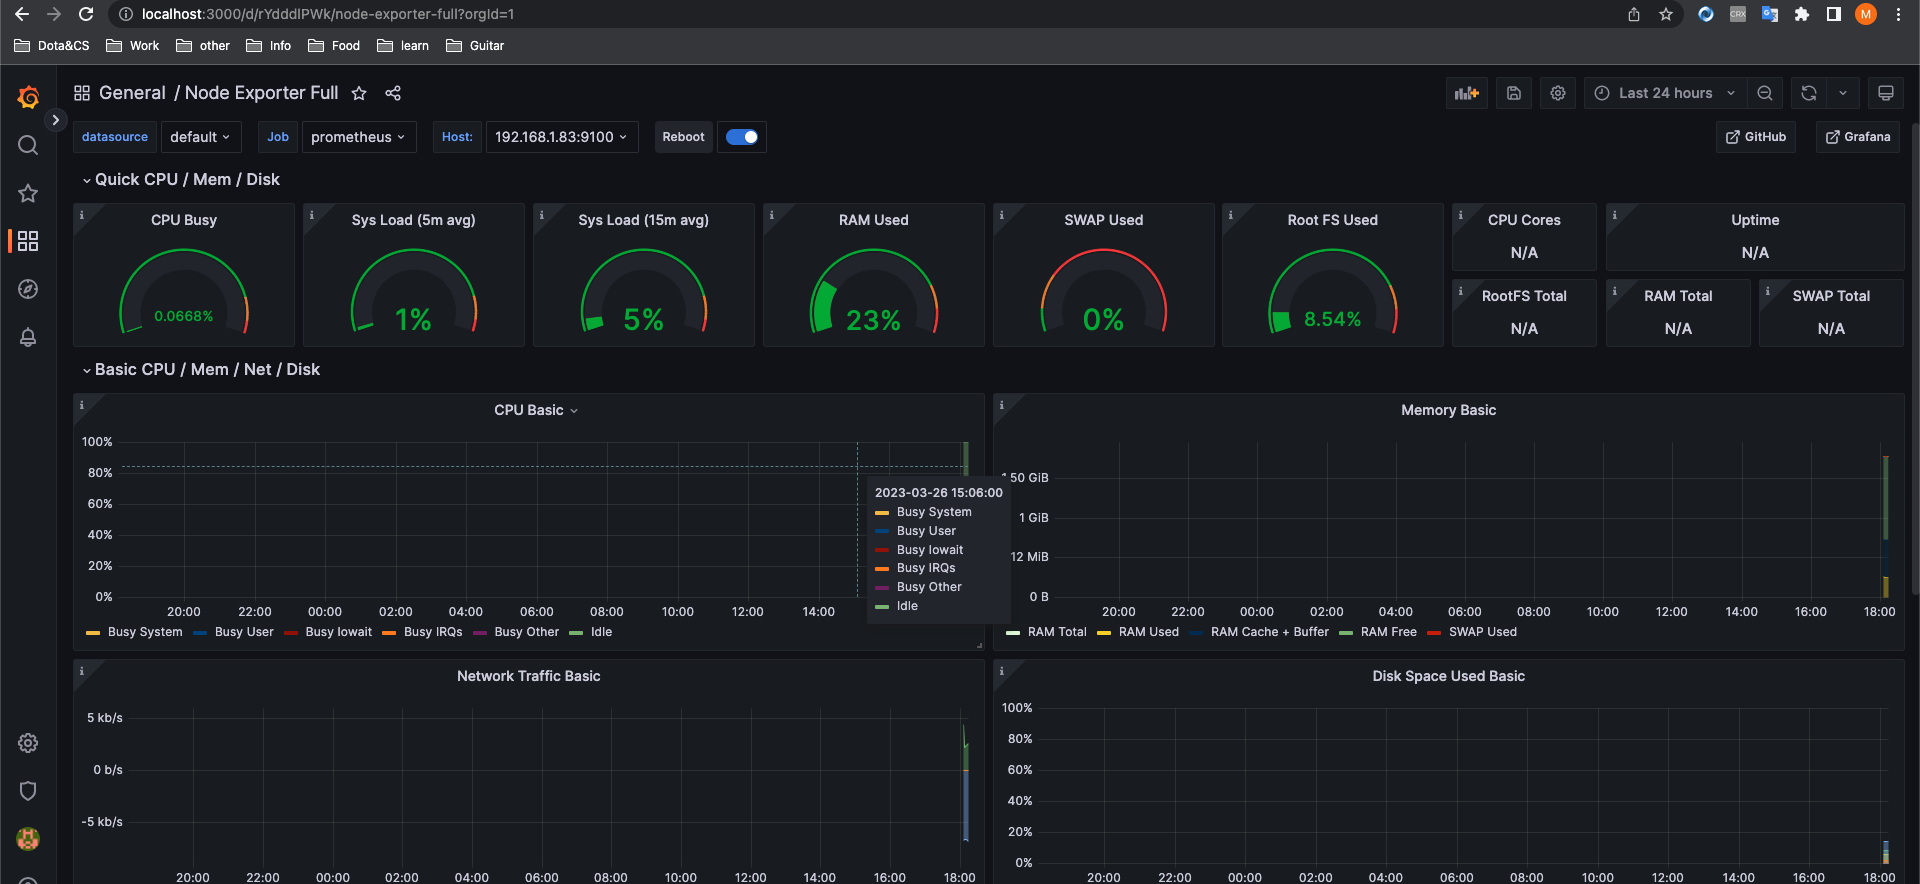 localhost:3000/d/rYdddlPWk/node-exporter-full?orgId=1
CRX
M
Dota&CS Work other Info Food learn Guitar
General / Node Exporter Full
Last 24 hours
datasource default Job prometheus Host: 192.168.1.83:9100 Reboot
GitHub Grafana
Quick CPU / Mem / Disk
CPU Busy
0.0668%
Sys Load (5m avg)
1%
Sys Load (15m avg)
5%
RAM Used
23%
SWAP Used
0%
Root FS Used
8.54%
CPU Cores
N/A
Uptime
N/A
RootFS Total
N/A
RAM Total
N/A
SWAP Total
N/A
Basic CPU / Mem / Net / Disk
CPU Basic
100%
80%
60%
40%
20%
0%
20:00 22:00 00:00 02:00 04:00 06:00 08:00 10:00 12:00 14:00
Busy System Busy User Busy Iowait Busy IRQs Busy Other Idle
2023-03-26 15:06:00
Busy System
Busy User
Busy Iowait
Busy IRQs
Busy Other
Idle
Memory Basic
.50 GiB
1 GiB
12 MiB
0 B
20:00 22:00 00:00 02:00 04:00 06:00 08:00 10:00 12:00 14:00 16:00 18:00
RAM Total RAM Used RAM Cache + Buffer RAM Free SWAP Used
Network Traffic Basic
5 kb/s
0 b/s
-5 kb/s
20:00 22:00 00:00 02:00 04:00 06:00 08:00 10:00 12:00 14:00 16:00 18:00
Disk Space Used Basic
100%
80%
60%
40%
20%
0%
20:00 22:00 00:00 02:00 04:00 06:00 08:00 10:00 12:00 14:00 16:00 18:00